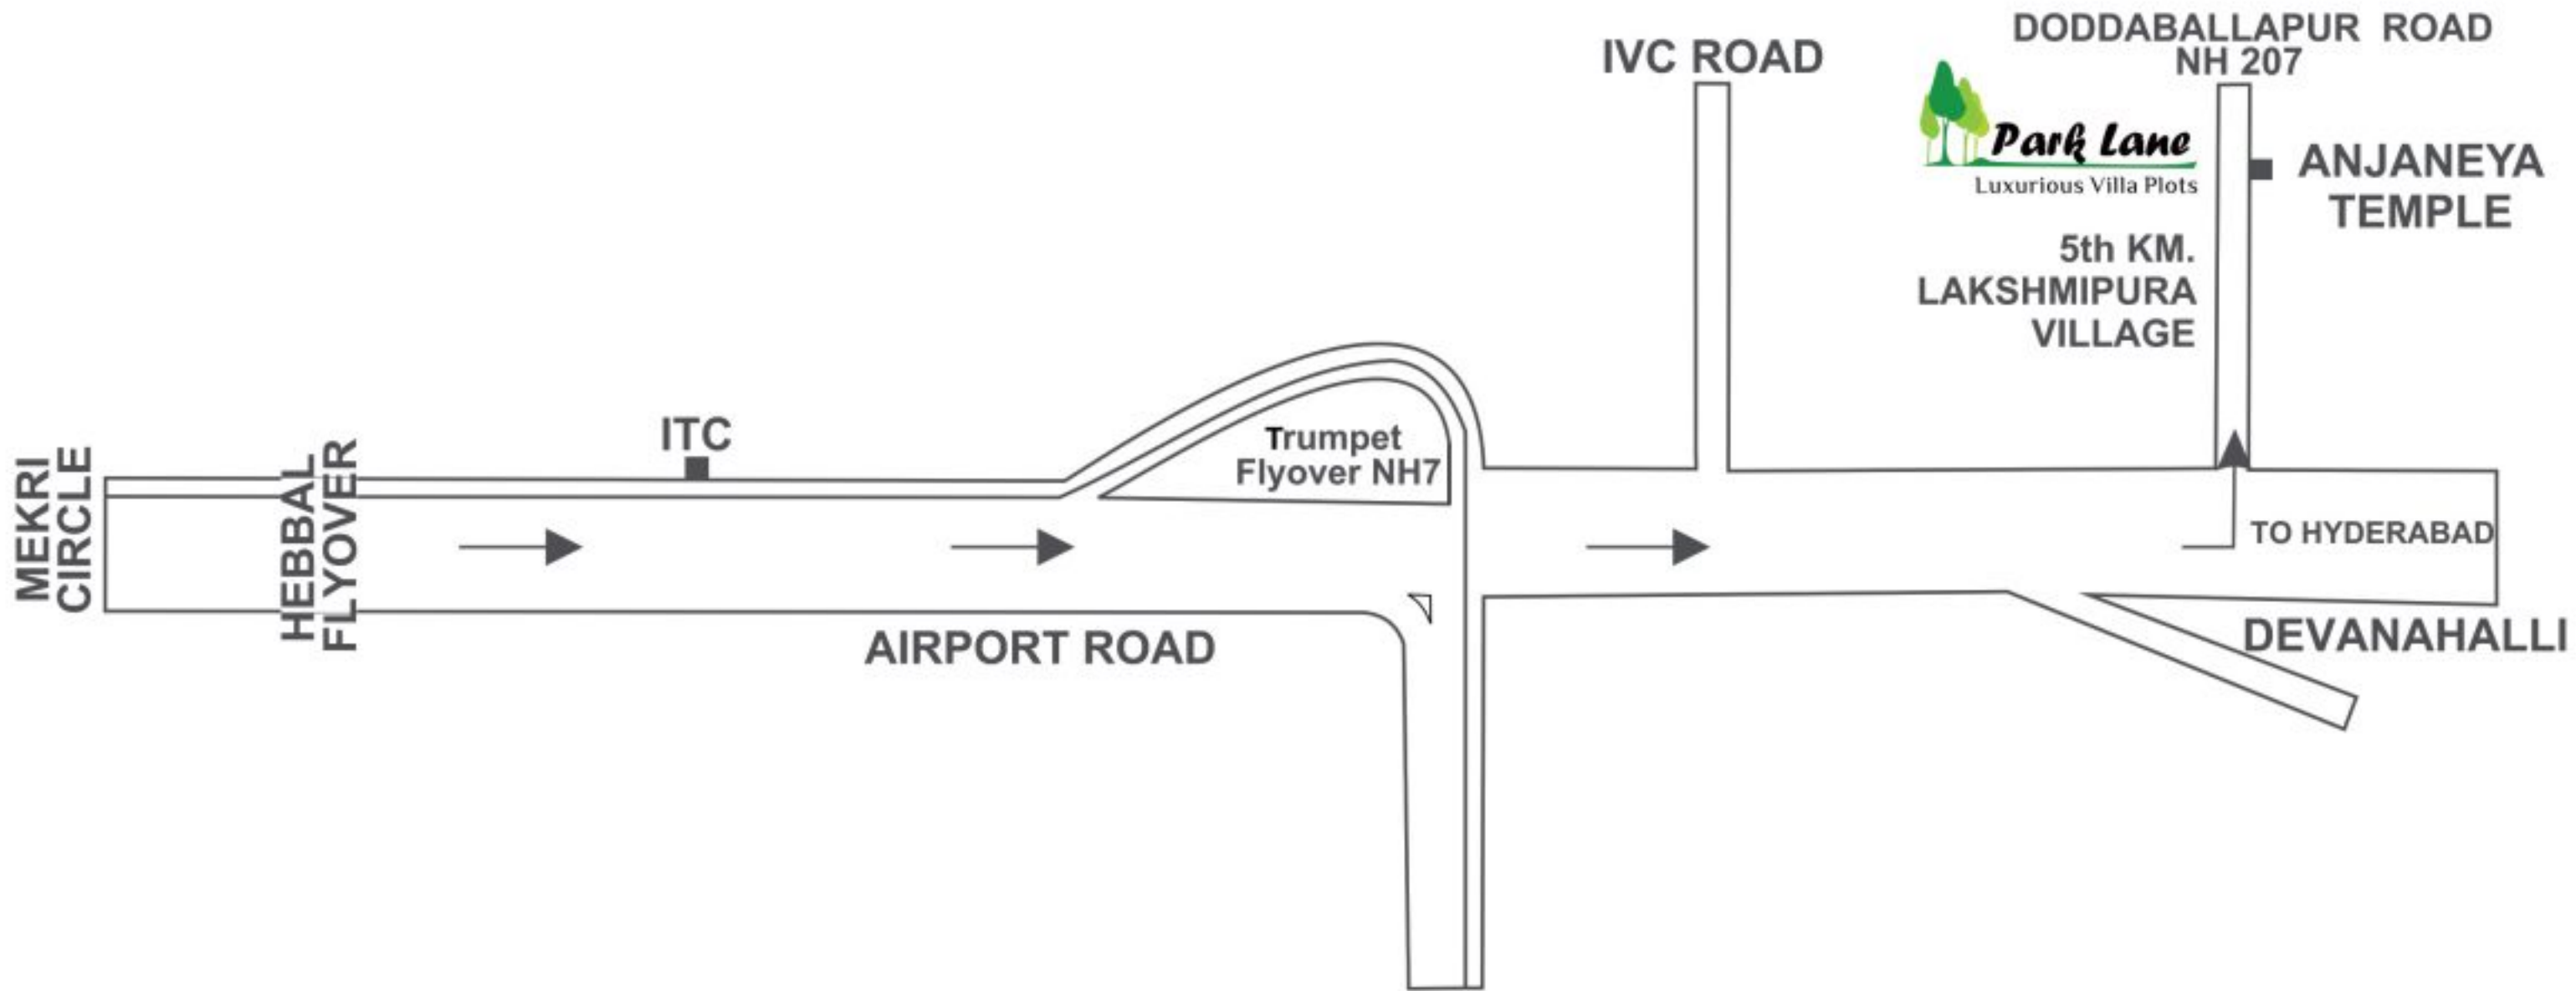 DODDABALLAPUR ROAD
NH 207
IVC ROAD
Park Lane
Luxurious Villa Plots
ANJANEYA
TEMPLE
5th KM.
LAKSHMIPURA
VILLAGE
ITC
Trumpet
Flyover NH7
MEKRI
CIRCLE
HEBBAL
FLYOVER
TO HYDERABAD
AIRPORT ROAD
DEVANAHALLI